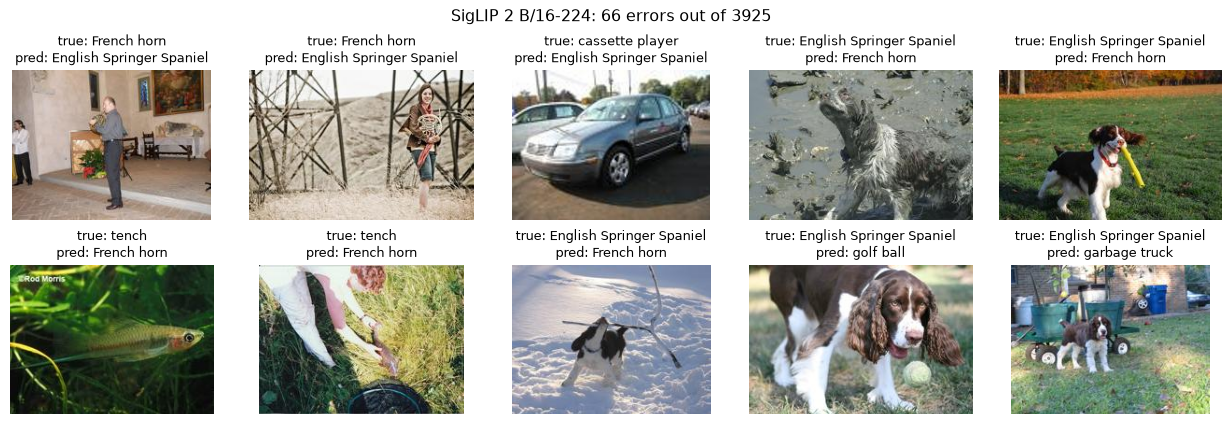 SigLIP 2 B/16-224: 66 errors out of 3925
true: French horn
pred: English Springer Spaniel
true: French horn
pred: English Springer Spaniel
true: cassette player
pred: English Springer Spaniel
true: English Springer Spaniel
pred: French horn
true: English Springer Spaniel
pred: French horn
true: tench
pred: French horn
©Rod Morris
true: tench
pred: French horn
true: English Springer Spaniel
pred: French horn
true: English Springer Spaniel
pred: golf ball
true: English Springer Spaniel
pred: garbage truck